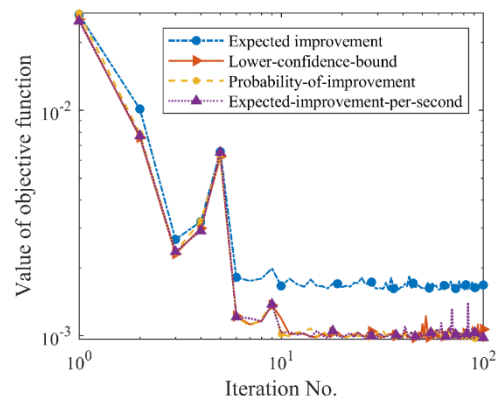 Expected improvement
Lower-confidence-bound
Probability-of-improvement
Expected-improvement-per-second
Value of objective function
10^-2
10^-3
10^0
10^1
10^2
Iteration No.